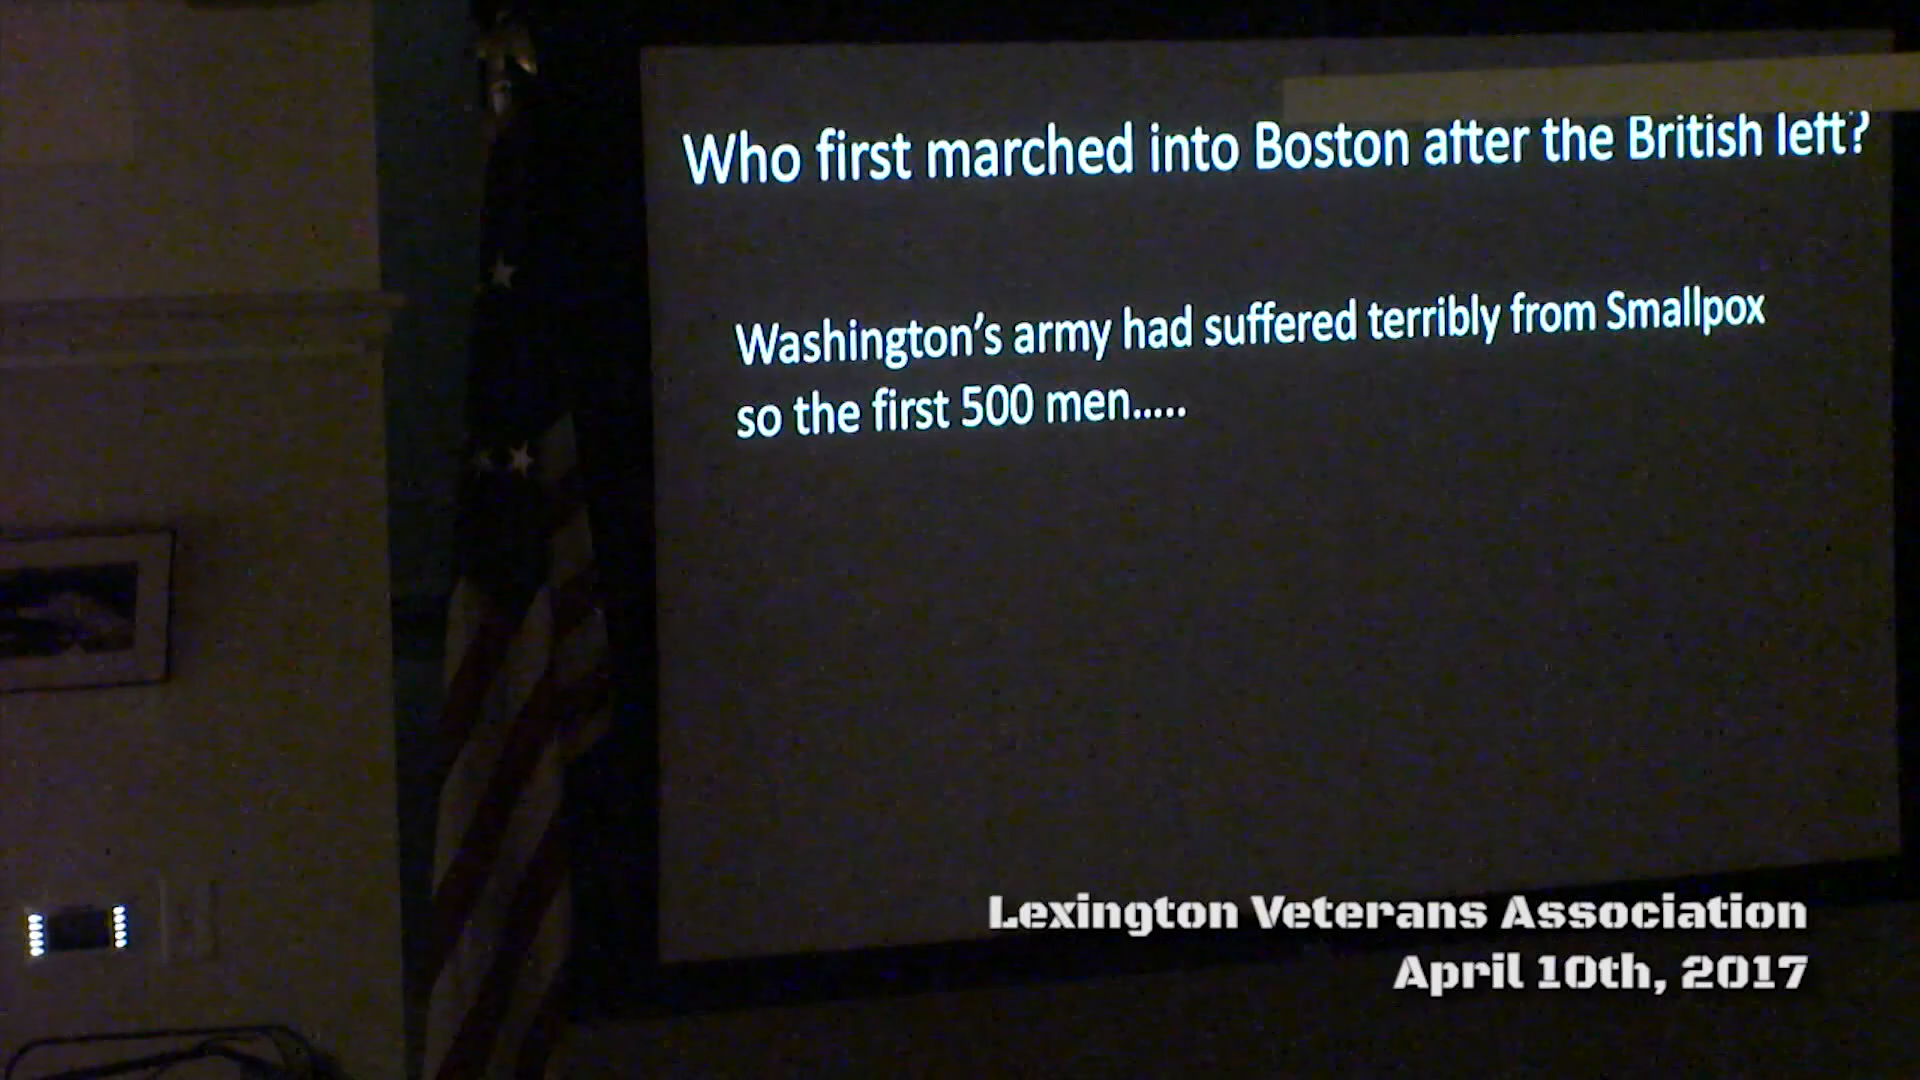 Who first marched into Boston after the British left?
Washington’s army had suffered terribly from Smallpox
so the first 500 men.....
Lexington Veterans Association
April 10th, 2017